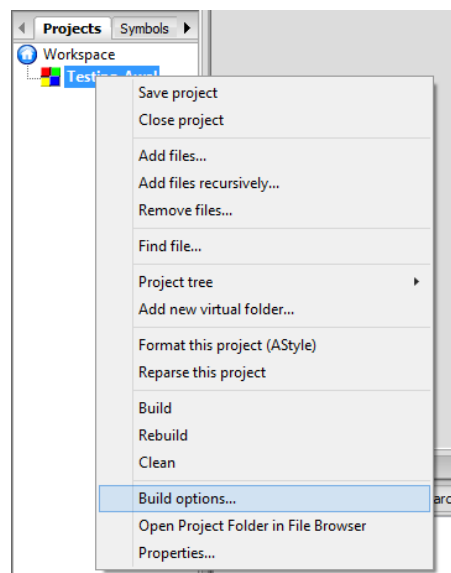 Projects Symbols
Workspace
Testing Awal
Save project
Close project
Add files...
Add files recursively...
Remove files...
Find file...
Project tree
Add new virtual folder...
Format this project (AStyle)
Reparse this project
Build
Rebuild
Clean
Build options...
Open Project Folder in File Browser
Properties...